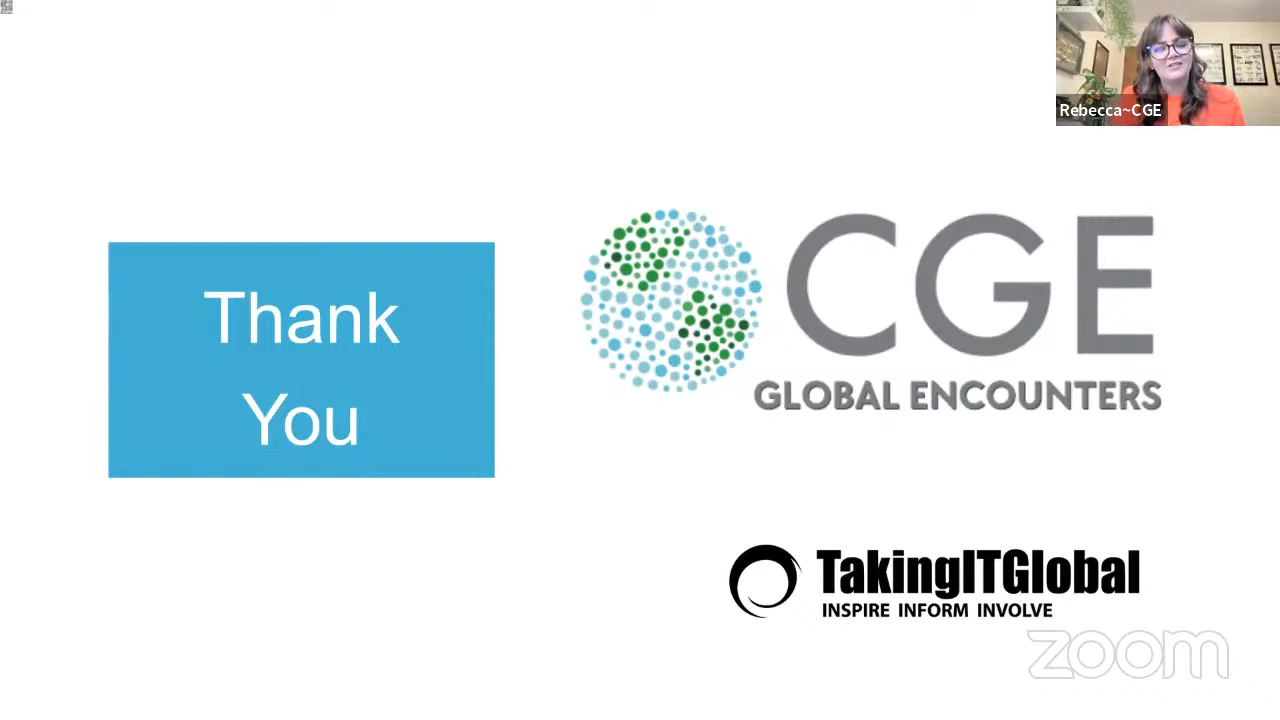 Rebecca~CGE
Thank
You
CGE
GLOBAL ENCOUNTERS
TakingITGlobal
INSPIRE INFORM INVOLVE
zoom